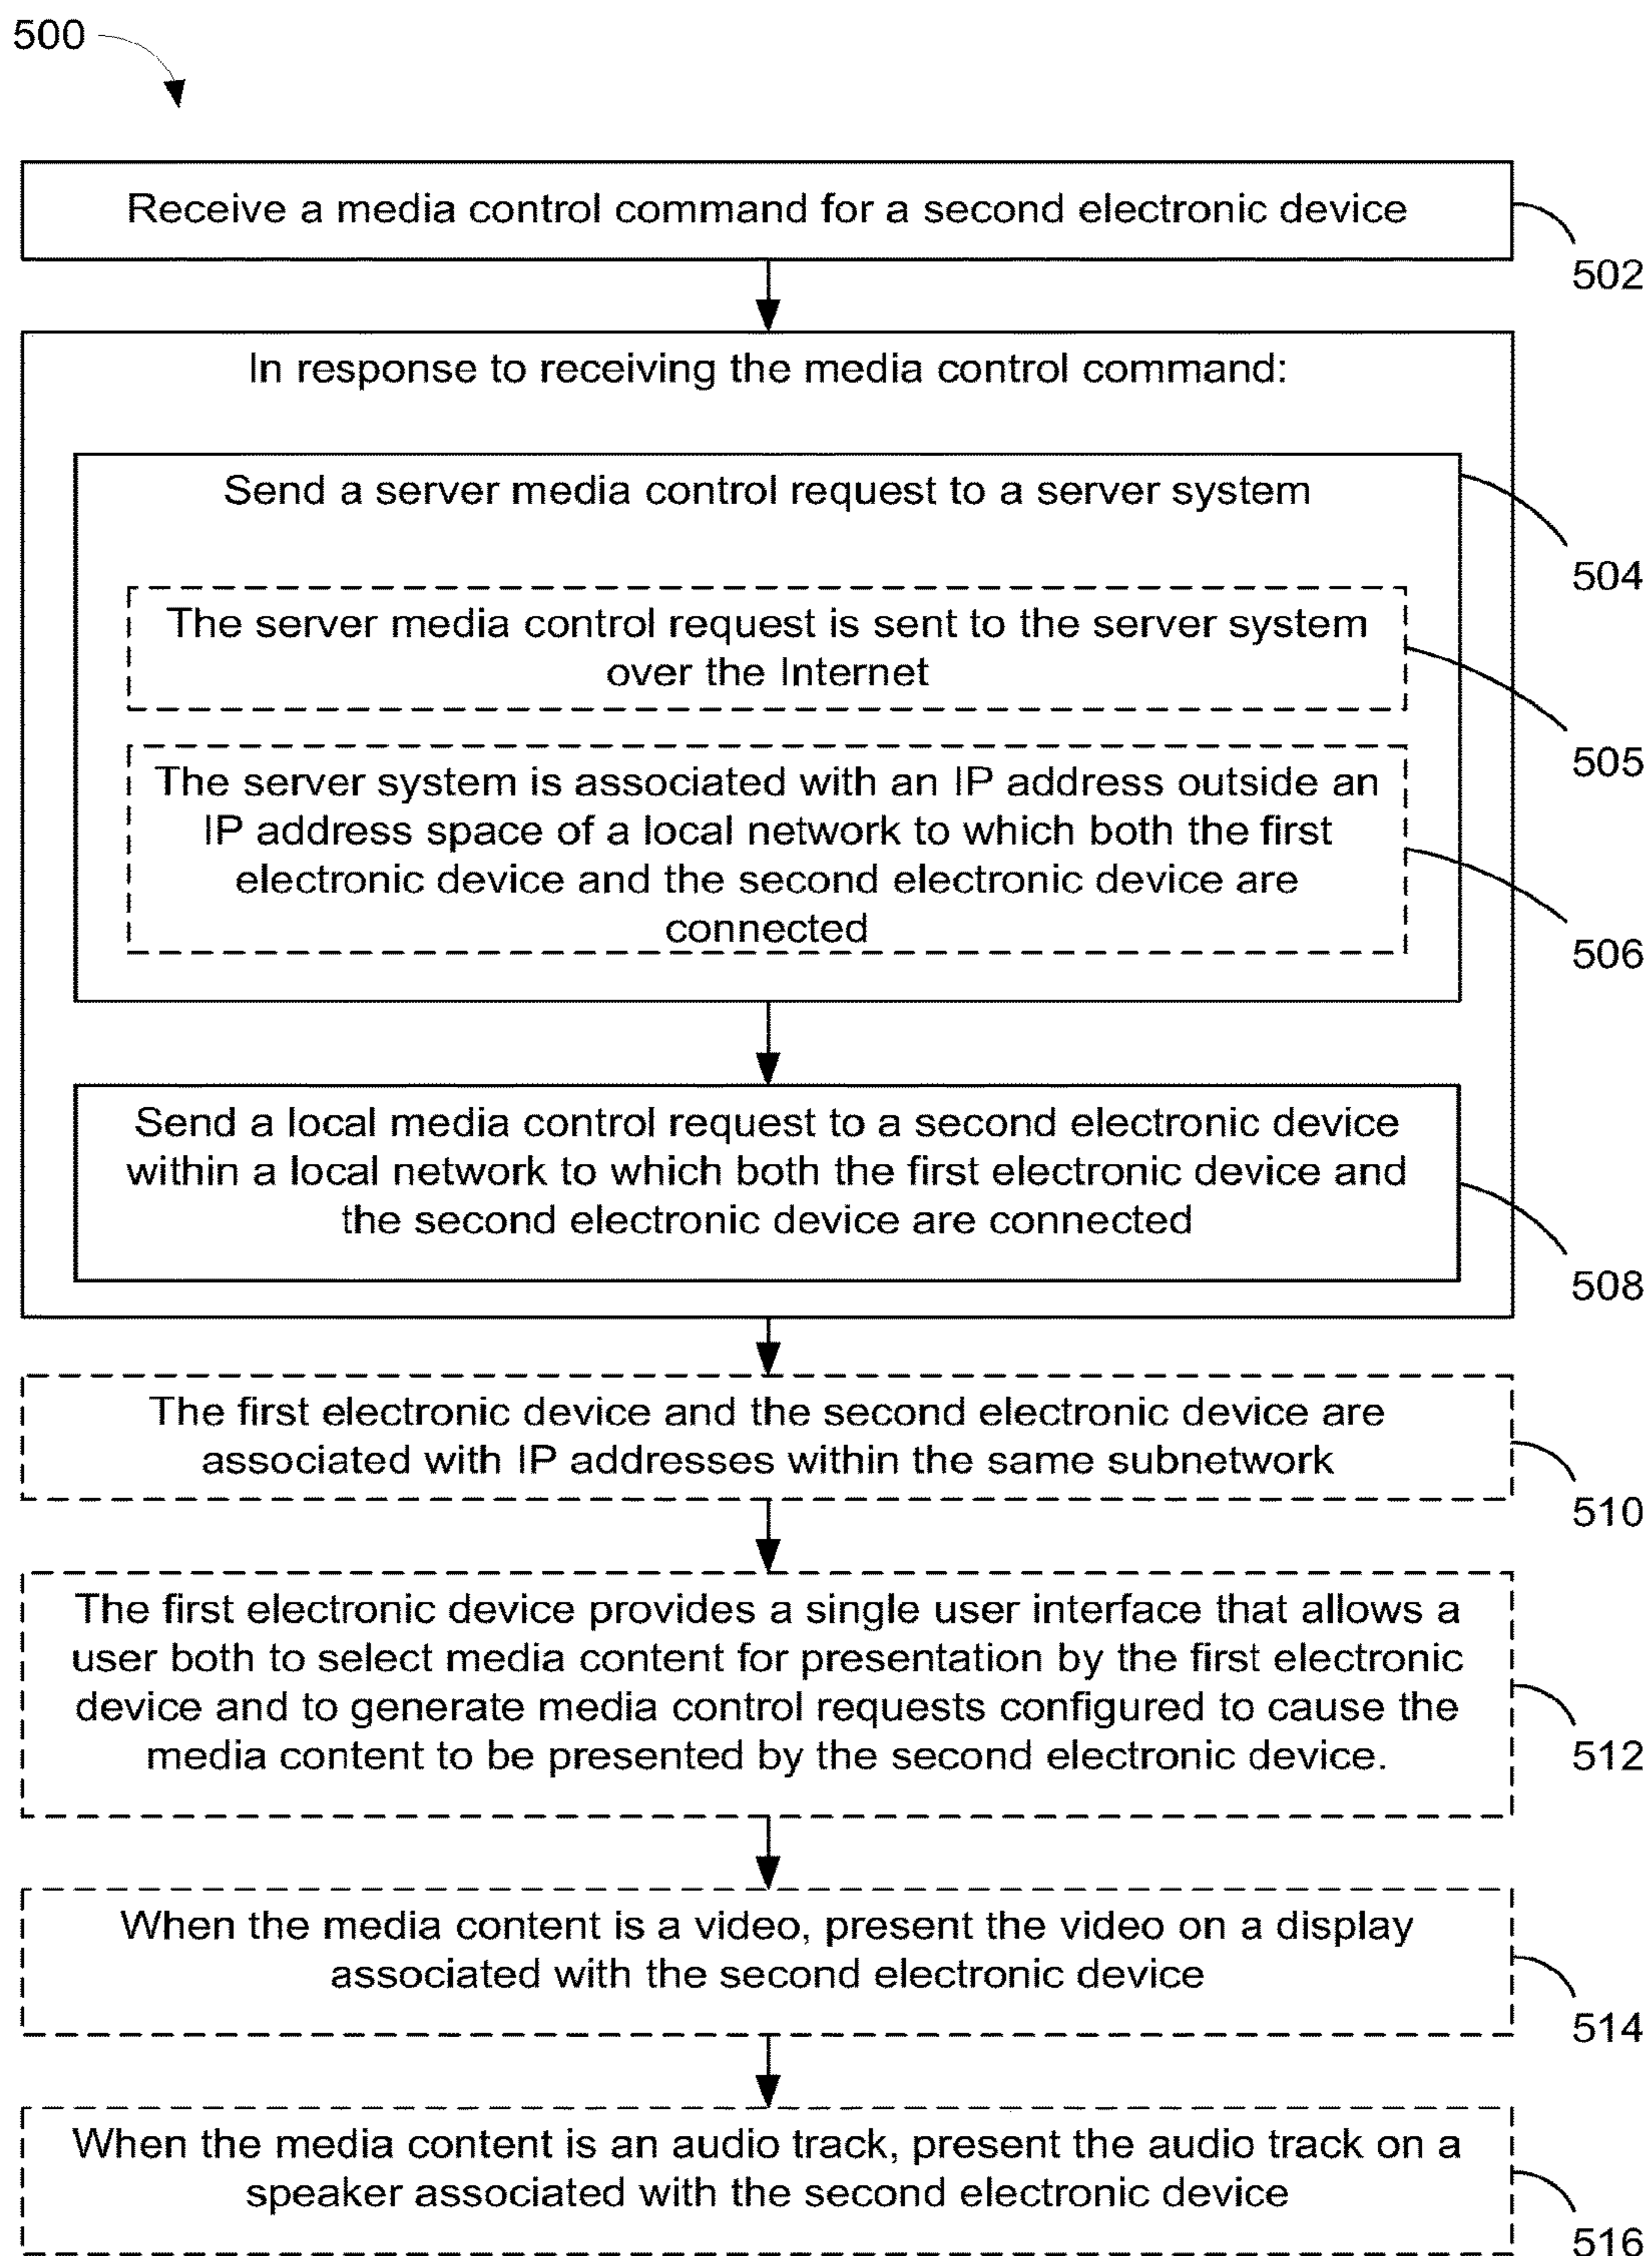 500
Receive a media control command for a second electronic device
502
In response to receiving the media control command:
Send a server media control request to a server system
504
The server media control request is sent to the server system
over the Internet
505
The server system is associated with an IP address outside an
IP address space of a local network to which both the first
electronic device and the second electronic device are
connected
506
Send a local media control request to a second electronic device
within a local network to which both the first electronic device and
the second electronic device are connected
508
The first electronic device and the second electronic device are
associated with IP addresses within the same subnetwork
510
The first electronic device provides a single user interface that allows a
user both to select media content for presentation by the first electronic
device and to generate media control requests configured to cause the
media content to be presented by the second electronic device.
512
When the media content is a video, present the video on a display
associated with the second electronic device
514
When the media content is an audio track, present the audio track on a
speaker associated with the second electronic device
516